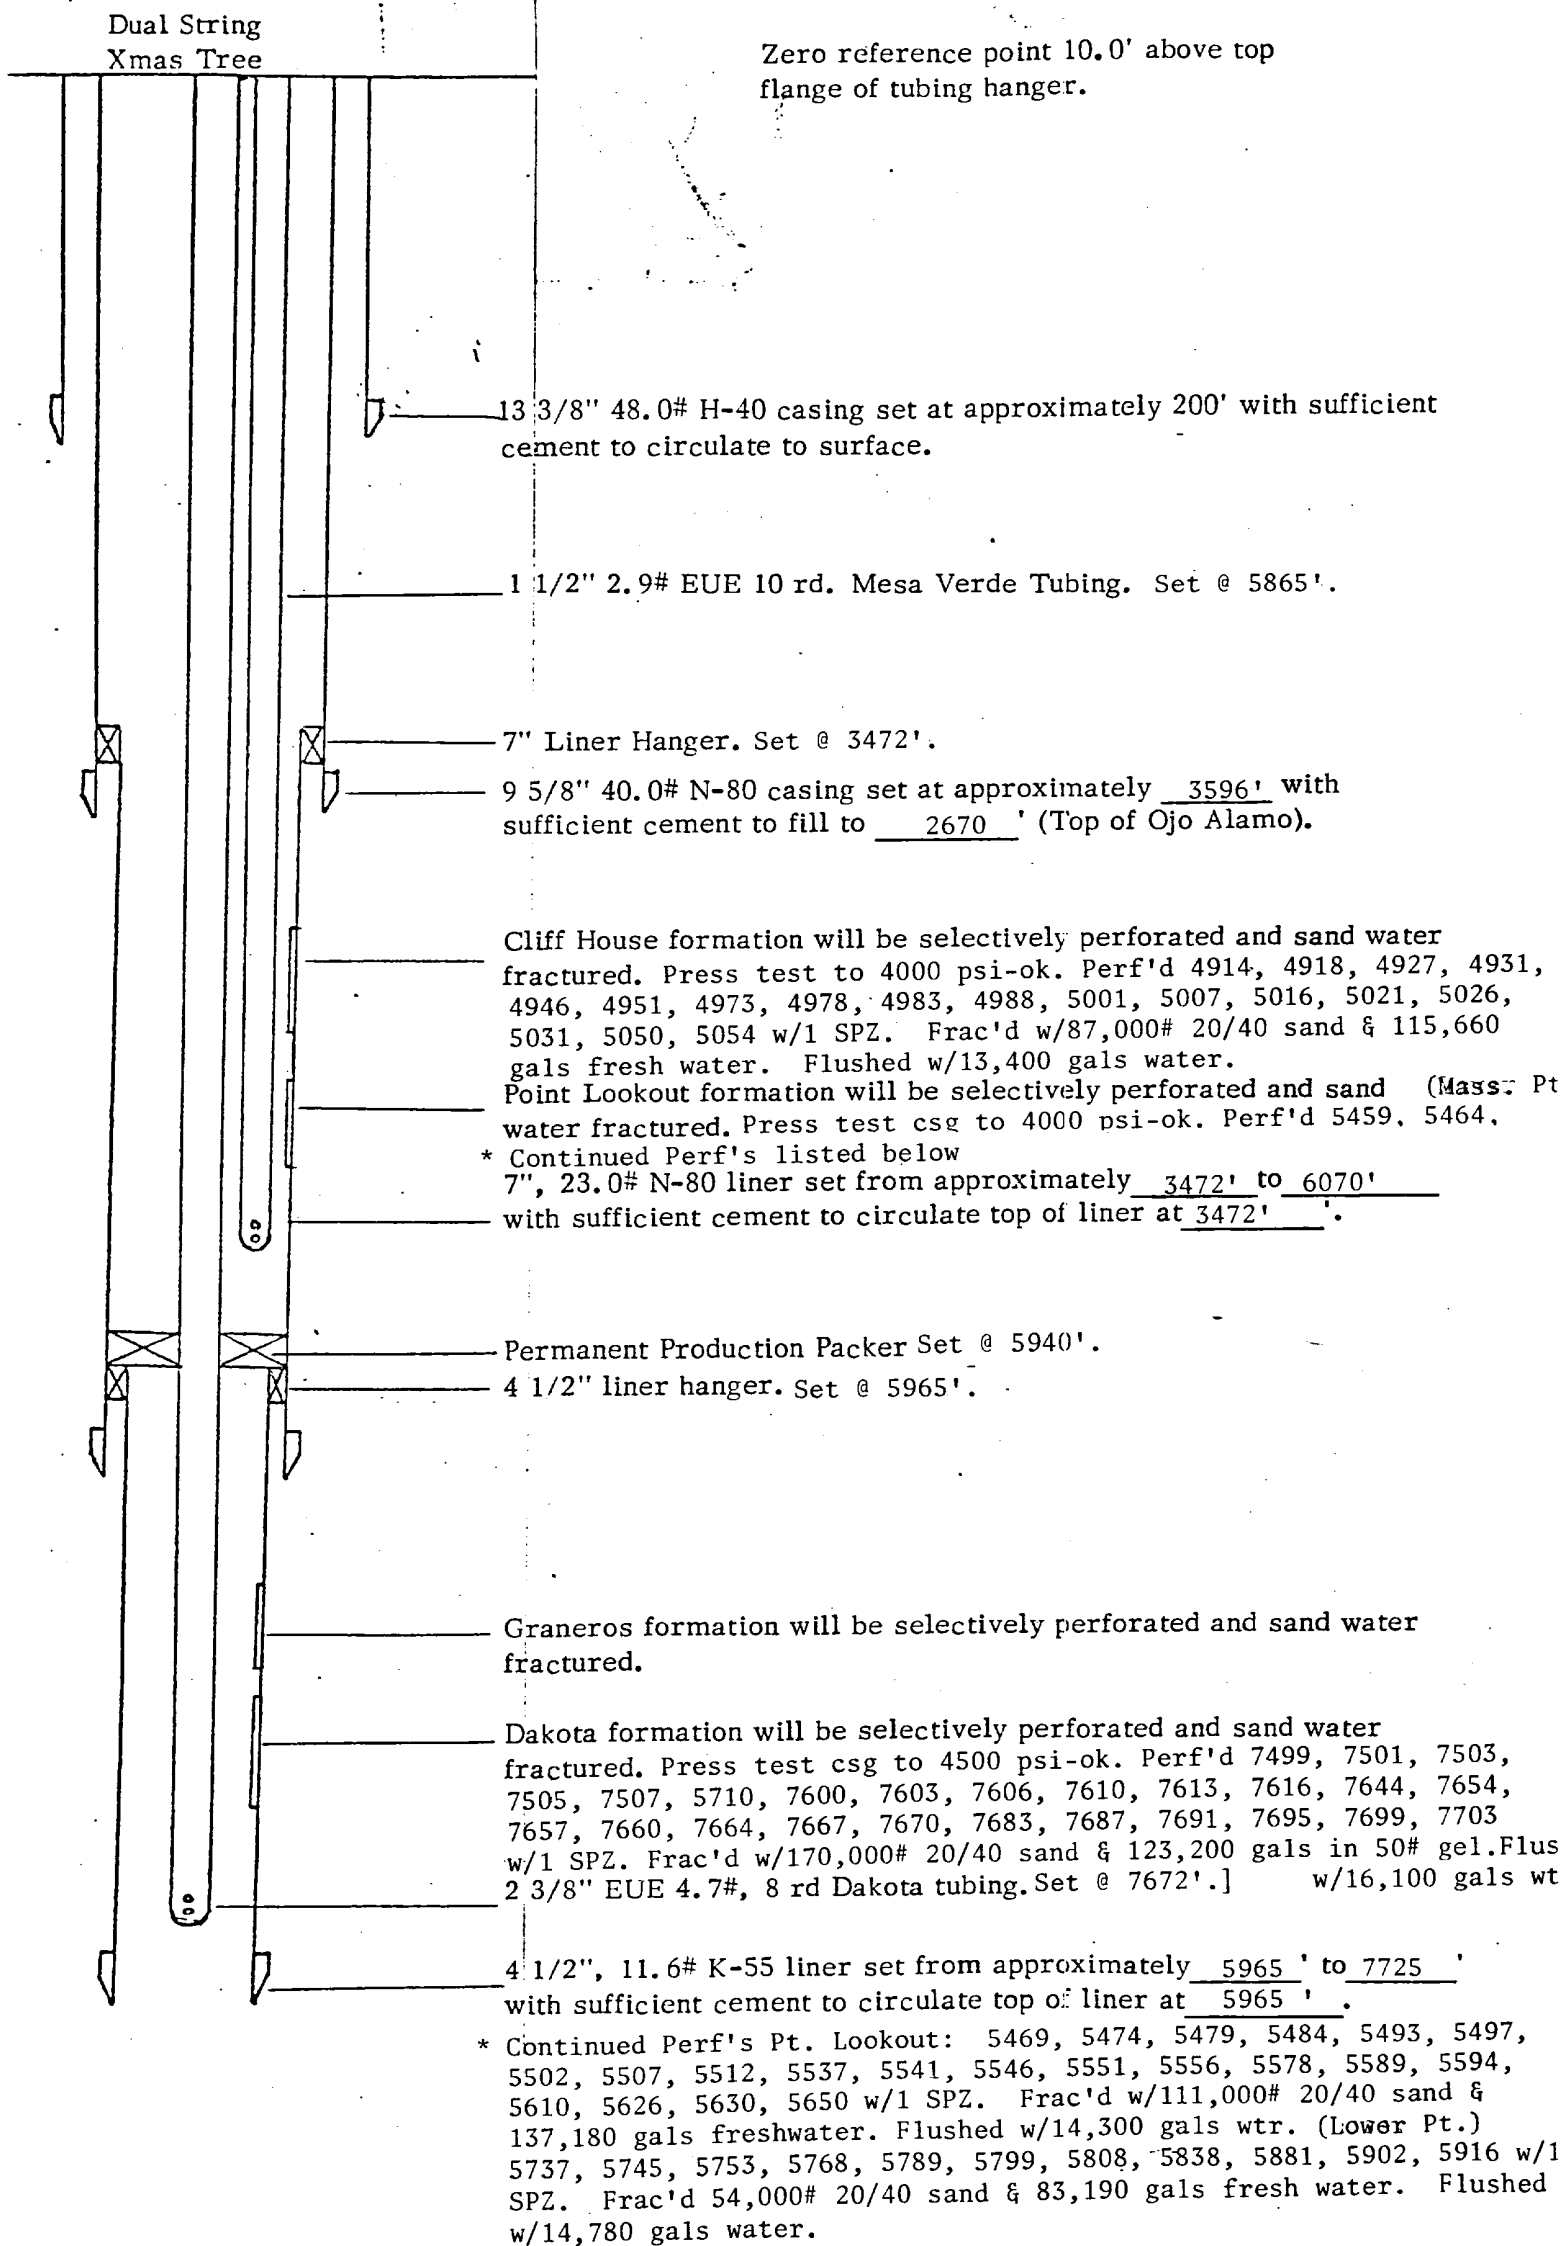 Dual String
Xmas Tree
Zero reference point 10.0' above top
flange of tubing hanger.
13 3/8" 48.0# H-40 casing set at approximately 200' with sufficient
cement to circulate to surface.
1 1/2" 2.9# EUE 10 rd. Mesa Verde Tubing. Set @ 5865'.
7" Liner Hanger. Set @ 3472'.
9 5/8" 40.0# N-80 casing set at approximately 3596' with
sufficient cement to fill to 2670 ' (Top of Ojo Alamo).
Cliff House formation will be selectively perforated and sand water
fractured. Press test to 4000 psi-ok. Perf'd 4914, 4918, 4927, 4931,
4946, 4951, 4973, 4978, 4983, 4988, 5001, 5007, 5016, 5021, 5026,
5031, 5050, 5054 w/1 SPZ. Frac'd w/87,000# 20/40 sand & 115,660
gals fresh water. Flushed w/13,400 gals water.
Point Lookout formation will be selectively perforated and sand (Mass. Pt
water fractured. Press test csg to 4000 psi-ok. Perf'd 5459, 5464,
* Continued Perf's listed below
7", 23.0# N-80 liner set from approximately 3472' to 6070'
with sufficient cement to circulate top of liner at 3472' '.
Permanent Production Packer Set @ 5940'.
4 1/2" liner hanger. Set @ 5965'.
Graneros formation will be selectively perforated and sand water
fractured.
Dakota formation will be selectively perforated and sand water
fractured. Press test csg to 4500 psi-ok. Perf'd 7499, 7501, 7503,
7505, 7507, 5710, 7600, 7603, 7606, 7610, 7613, 7616, 7644, 7654,
7657, 7660, 7664, 7667, 7670, 7683, 7687, 7691, 7695, 7699, 7703
w/1 SPZ. Frac'd w/170,000# 20/40 sand & 123,200 gals in 50# gel.Flus
2 3/8" EUE 4.7#, 8 rd Dakota tubing. Set @ 7672'.] w/16,100 gals wt
4 1/2", 11.6# K-55 liner set from approximately 5965 ' to 7725 '
with sufficient cement to circulate top of liner at 5965 ' .
* Continued Perf's Pt. Lookout: 5469, 5474, 5479, 5484, 5493, 5497,
5502, 5507, 5512, 5537, 5541, 5546, 5551, 5556, 5578, 5589, 5594,
5610, 5626, 5630, 5650 w/1 SPZ. Frac'd w/111,000# 20/40 sand &
137,180 gals freshwater. Flushed w/14,300 gals wtr. (Lower Pt.)
5737, 5745, 5753, 5768, 5789, 5799, 5808, 5838, 5881, 5902, 5916 w/1
SPZ. Frac'd 54,000# 20/40 sand & 83,190 gals fresh water. Flushed
w/14,780 gals water.